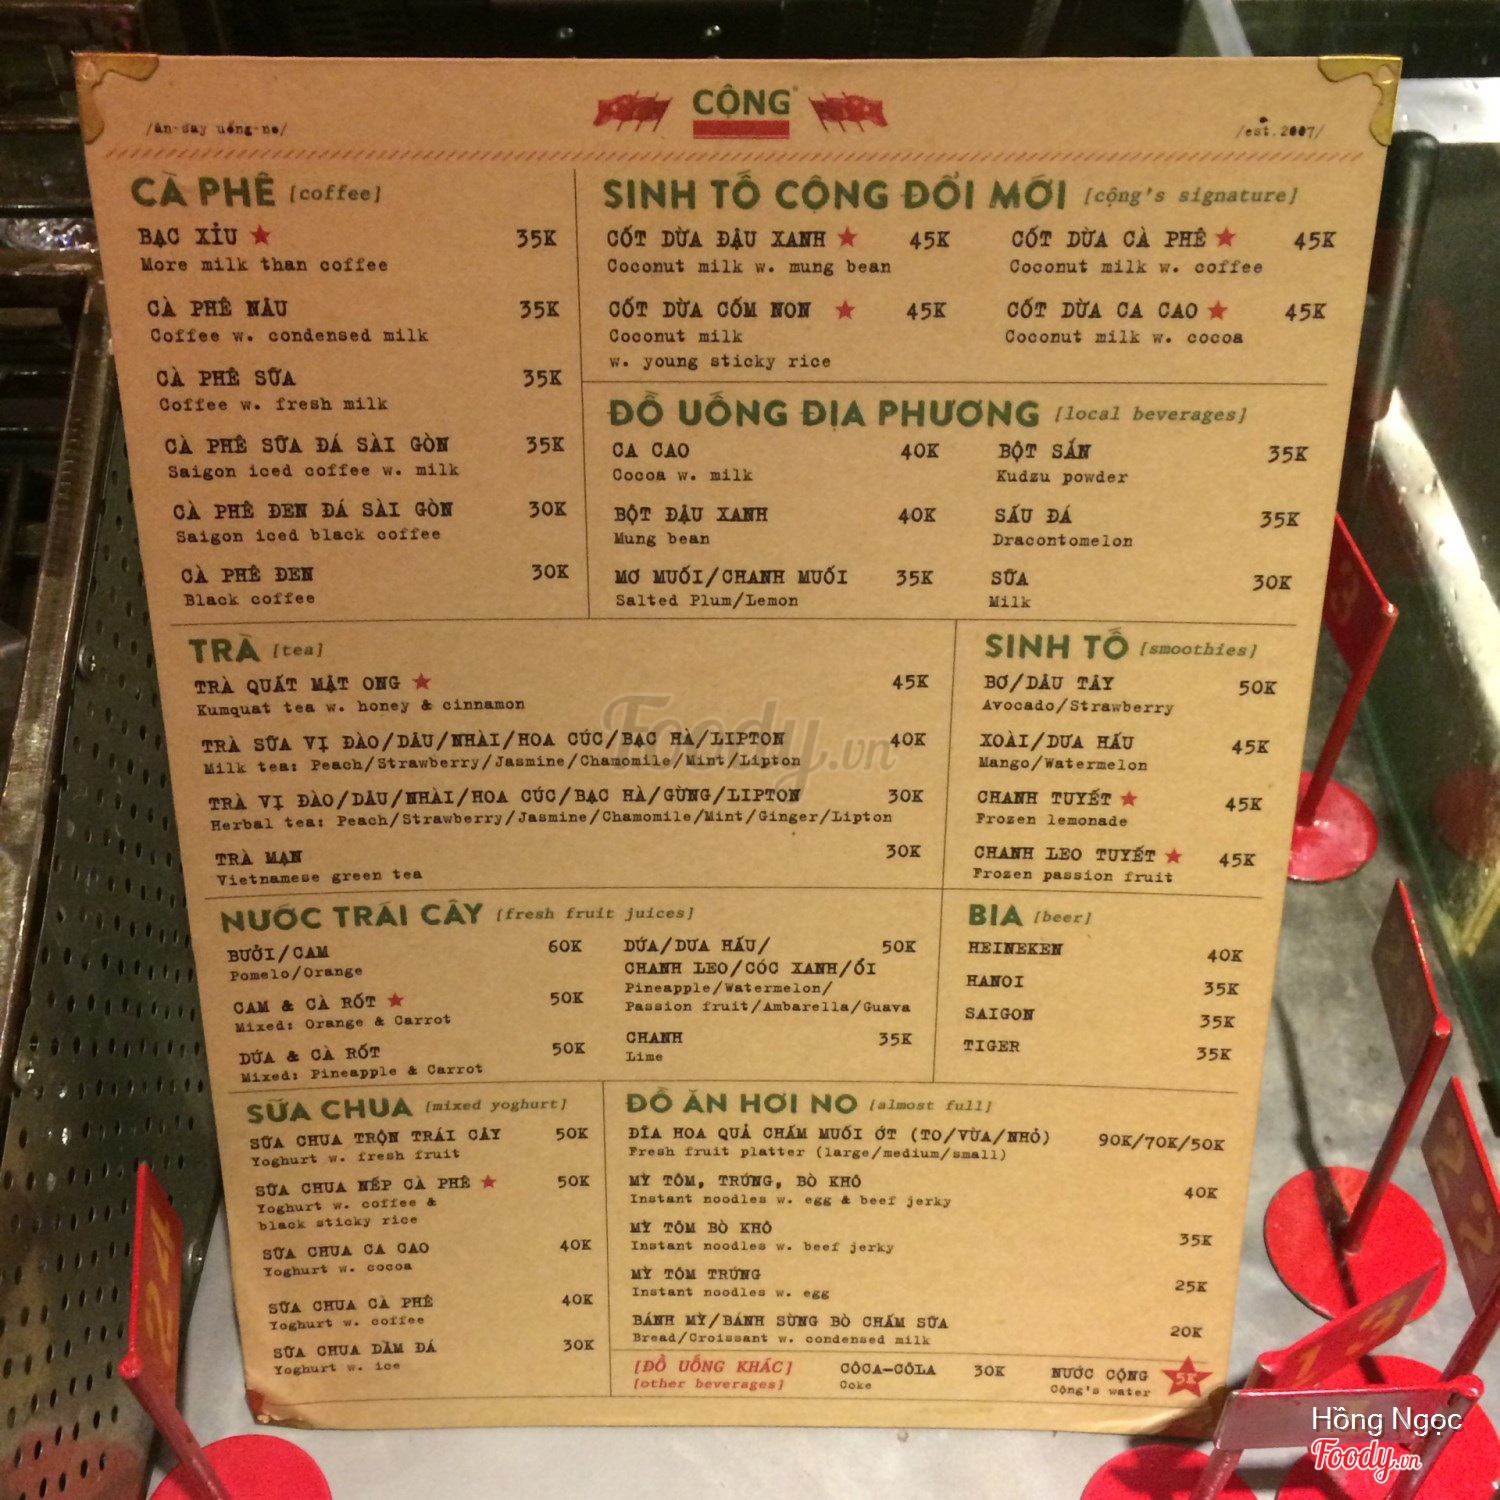 /ăn-say uống-no/
CỘNG
/est.2007/
CÀ PHÊ [coffee]
BẠC XỈU 35K
More milk than coffee
CÀ PHÊ NÂU 35K
Coffee w. condensed milk
CÀ PHÊ SỮA 35K
Coffee w. fresh milk
CÀ PHÊ SỮA ĐÁ SÀI GÒN 35K
Saigon iced coffee w. milk
CÀ PHÊ ĐEN ĐÁ SÀI GÒN 30K
Saigon iced black coffee
CÀ PHÊ ĐEN 30K
Black coffee
SINH TỐ CỘNG ĐỔI MỚI [cộng's signature]
CỐT DỪA ĐẬU XANH 45K
Coconut milk w. mung bean
CỐT DỪA CỐM NON 45K
Coconut milk
w. young sticky rice
CỐT DỪA CÀ PHÊ 45K
Coconut milk w. coffee
CỐT DỪA CA CAO 45K
Coconut milk w. cocoa
ĐỒ UỐNG ĐỊA PHƯƠNG [local beverages]
CA CAO 40K
Cocoa w. milk
BỘT ĐẬU XANH 40K
Mung bean
MƠ MUỐI/CHANH MUỐI 35K
Salted Plum/Lemon
BỘT SẮN 35K
Kudzu powder
SẤU ĐÁ 35K
Dracontomelon
SỮA 30K
Milk
TRÀ [tea]
TRÀ QUẤT MẬT ONG 45K
Kumquat tea w. honey & cinnamon
TRÀ SỮA VỊ ĐÀO/DÂU/NHÀI/HOA CÚC/BẠC HÀ/LIPTON 40K
Milk tea: Peach/Strawberry/Jasmine/Chamomile/Mint/Lipton
TRÀ VỊ ĐÀO/DÂU/NHÀI/HOA CÚC/BẠC HÀ/GỪNG/LIPTON 30K
Herbal tea: Peach/Strawberry/Jasmine/Chamomile/Mint/Ginger/Lipton
TRÀ MẠN 30K
Vietnamese green tea
SINH TỐ [smoothies]
BƠ/DÂU TÂY 50K
Avocado/Strawberry
XOÀI/DƯA HẤU 45K
Mango/Watermelon
CHANH TUYẾT 45K
Frozen lemonade
CHANH LEO TUYẾT 45K
Frozen passion fruit
Foody.vn
NƯỚC TRÁI CÂY [fresh fruit juices]
BƯỞI/CAM 60K
Pomelo/Orange
CAM & CÀ RỐT 50K
Mixed: Orange & Carrot
DỨA & CÀ RỐT 50K
Mixed: Pineapple & Carrot
DỨA/DƯA HẤU/ 50K
CHANH LEO/CÓC XANH/ỔI
Pineapple/Watermelon/
Passion fruit/Ambarella/Guava
CHANH 35K
Lime
BIA [beer]
HEINEKEN 40K
HANOI 35K
SAIGON 35K
TIGER 35K
SỮA CHUA [mixed yoghurt]
SỮA CHUA TRỘN TRÁI CÂY 50K
Yoghurt w. fresh fruit
SỮA CHUA NẾP CÀ PHÊ 50K
Yoghurt w. coffee &
black sticky rice
SỮA CHUA CA CAO 40K
Yoghurt w. cocoa
SỮA CHUA CÀ PHÊ 40K
Yoghurt w. coffee
SỮA CHUA DẦM ĐÁ 30K
Yoghurt w. ice
ĐỒ ĂN HƠI NO [almost full]
ĐĨA HOA QUẢ CHẤM MUỐI ỚT (TO/VỪA/NHỎ) 90K/70K/50K
Fresh fruit platter (large/medium/small)
MỲ TÔM, TRỨNG, BÒ KHÔ 40K
Instant noodles w. egg & beef jerky
MỲ TÔM BÒ KHÔ 35K
Instant noodles w. beef jerky
MỲ TÔM TRỨNG 25K
Instant noodles w. egg
BÁNH MỲ/BÁNH SỪNG BÒ CHẤM SỮA 20K
Bread/Croissant w. condensed milk
[ĐỒ UỐNG KHÁC] CÔCA-CÔLA 30K NƯỚC CỘNG 5K
[other beverages] Coke Cộng's water
Hồng Ngọc
Foody.vn